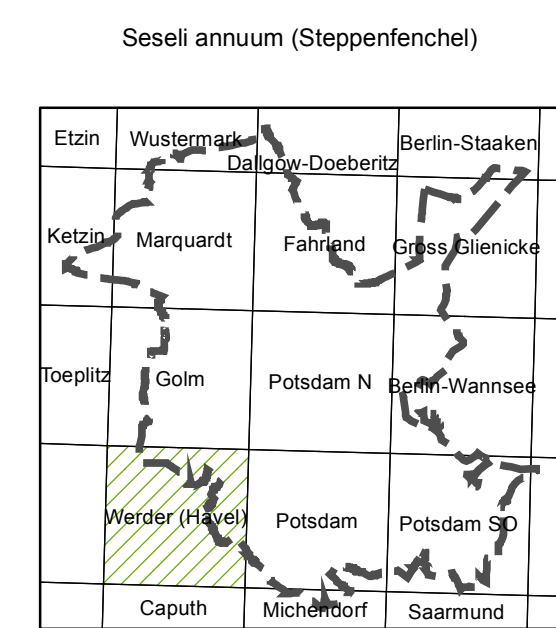 Seseli annuum (Steppenfenchel)
Etzin
Wustermark
Dallgow-Doeberitz
Berlin-Staaken
Ketzin
Marquardt
Fahrland
Gross Glienicke
Toeplitz
Golm
Potsdam N
Berlin-Wannsee
Werder (Havel)
Potsdam
Potsdam SO
Caputh
Michendorf
Saarmund